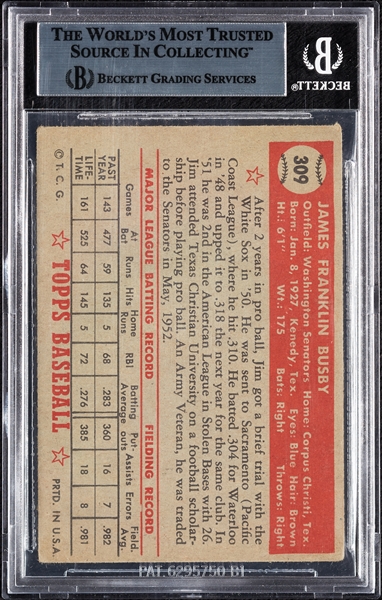 THE WORLD'S MOST TRUSTED
SOURCE IN COLLECTING™
BECKETT GRADING SERVICES
BECKETT
309
JAMES FRANKLIN BUSBY
Outfield: Washington Senators Home: Corpus Christi, Tex.
Born: Jan. 8, 1927, Kenedy, Tex. Eyes: Blue Hair: Brown
Ht.: 6'1" Wt.: 175 Bats: Right Throws: Right
After 2 years in pro ball, Jim got a brief trial with the
White Sox in '50. He was sent to Sacramento (Pacific
Coast League), where he hit .310. He batted .304 for Waterloo
in '48 and upped it to .318 the next year for the same club. In
'51 he was 2nd in the American League in Stolen Bases with 26.
Jim attended Texas Christian University on a football scholar-
ship before playing pro ball. An Army Veteran, he was traded
to the Senators in May, 1952.
MAJOR LEAGUE BATTING RECORD FIELDING RECORD
Games At Bat Runs Hits Home Runs RBI Batting Average Put-outs Assists Errors Field. Avg.
PAST YEAR 143 477 59 135 5 68 .283 360 16 7 .982
LIFE-TIME 161 525 64 145 5 72 .276 385 18 8 .981
© T. C. G. TOPPS BASEBALL PRTD. IN U.S.A.
PAT. 6295750 B1